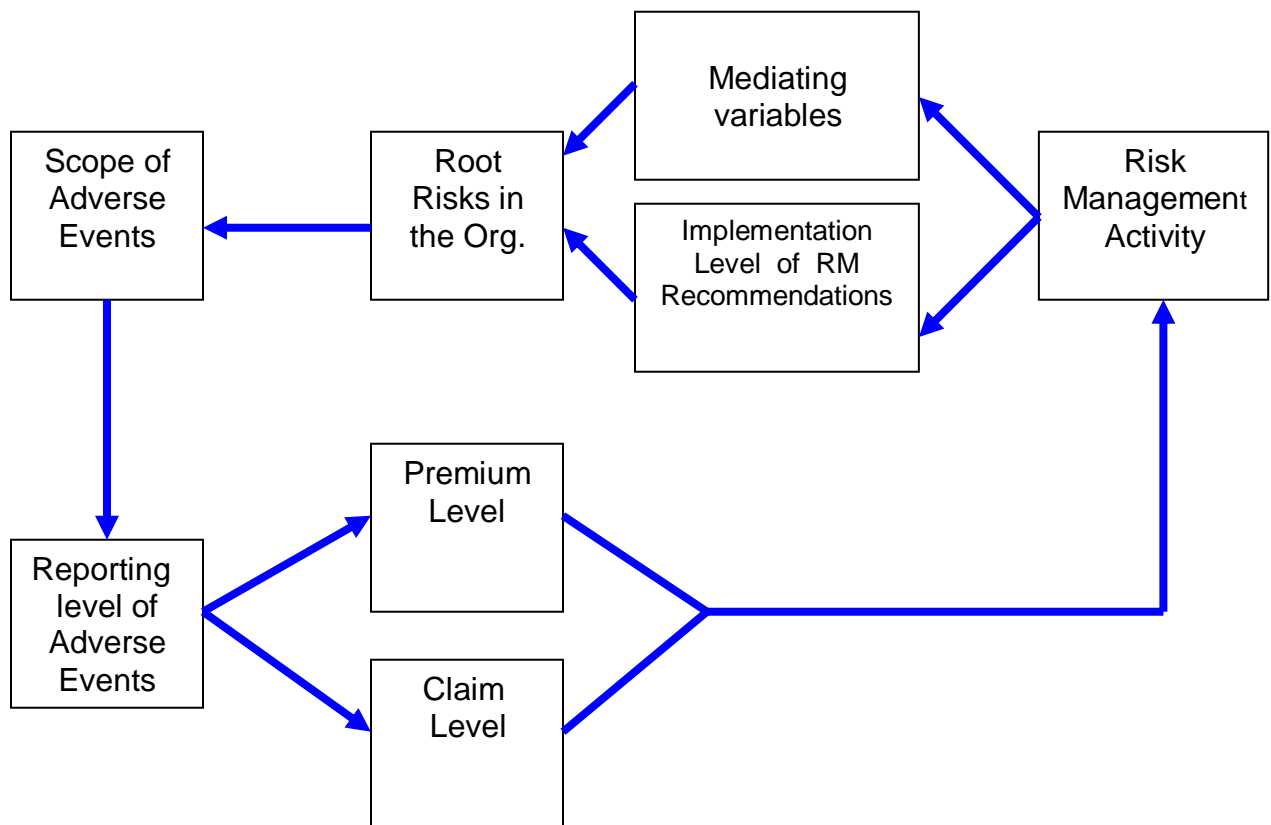 Mediating
variables
Scope of
Adverse
Events
Root
Risks in
the Org.
Implementation
Level of RM
Recommendations
Risk
Management
Activity
Premium
Level
Reporting
level of
Adverse
Events
Claim
Level